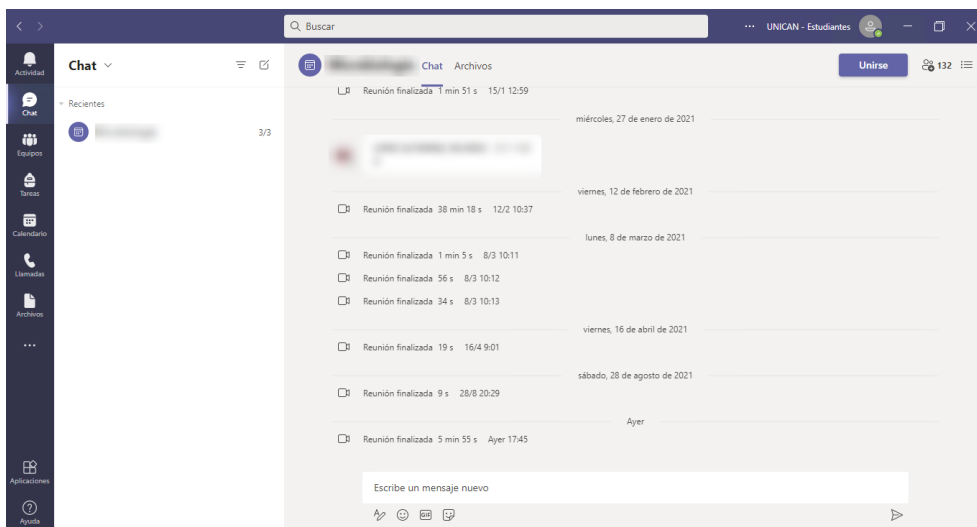 Buscar
UNICAN - Estudiantes
Actividad
Chat
Equipos
Tareas
Calendario
Llamadas
Archivos
Aplicaciones
Ayuda
Chat
Recientes
3/3
Chat Archivos
Unirse
132
Reunión finalizada 1 min 51 s 15/1 12:59
miércoles, 27 de enero de 2021
viernes, 12 de febrero de 2021
Reunión finalizada 38 min 18 s 12/2 10:37
lunes, 8 de marzo de 2021
Reunión finalizada 1 min 5 s 8/3 10:11
Reunión finalizada 56 s 8/3 10:12
Reunión finalizada 34 s 8/3 10:13
viernes, 16 de abril de 2021
Reunión finalizada 19 s 16/4 9:01
sábado, 28 de agosto de 2021
Reunión finalizada 9 s 28/8 20:29
Ayer
Reunión finalizada 5 min 55 s Ayer 17:45
Escribe un mensaje nuevo
GIF